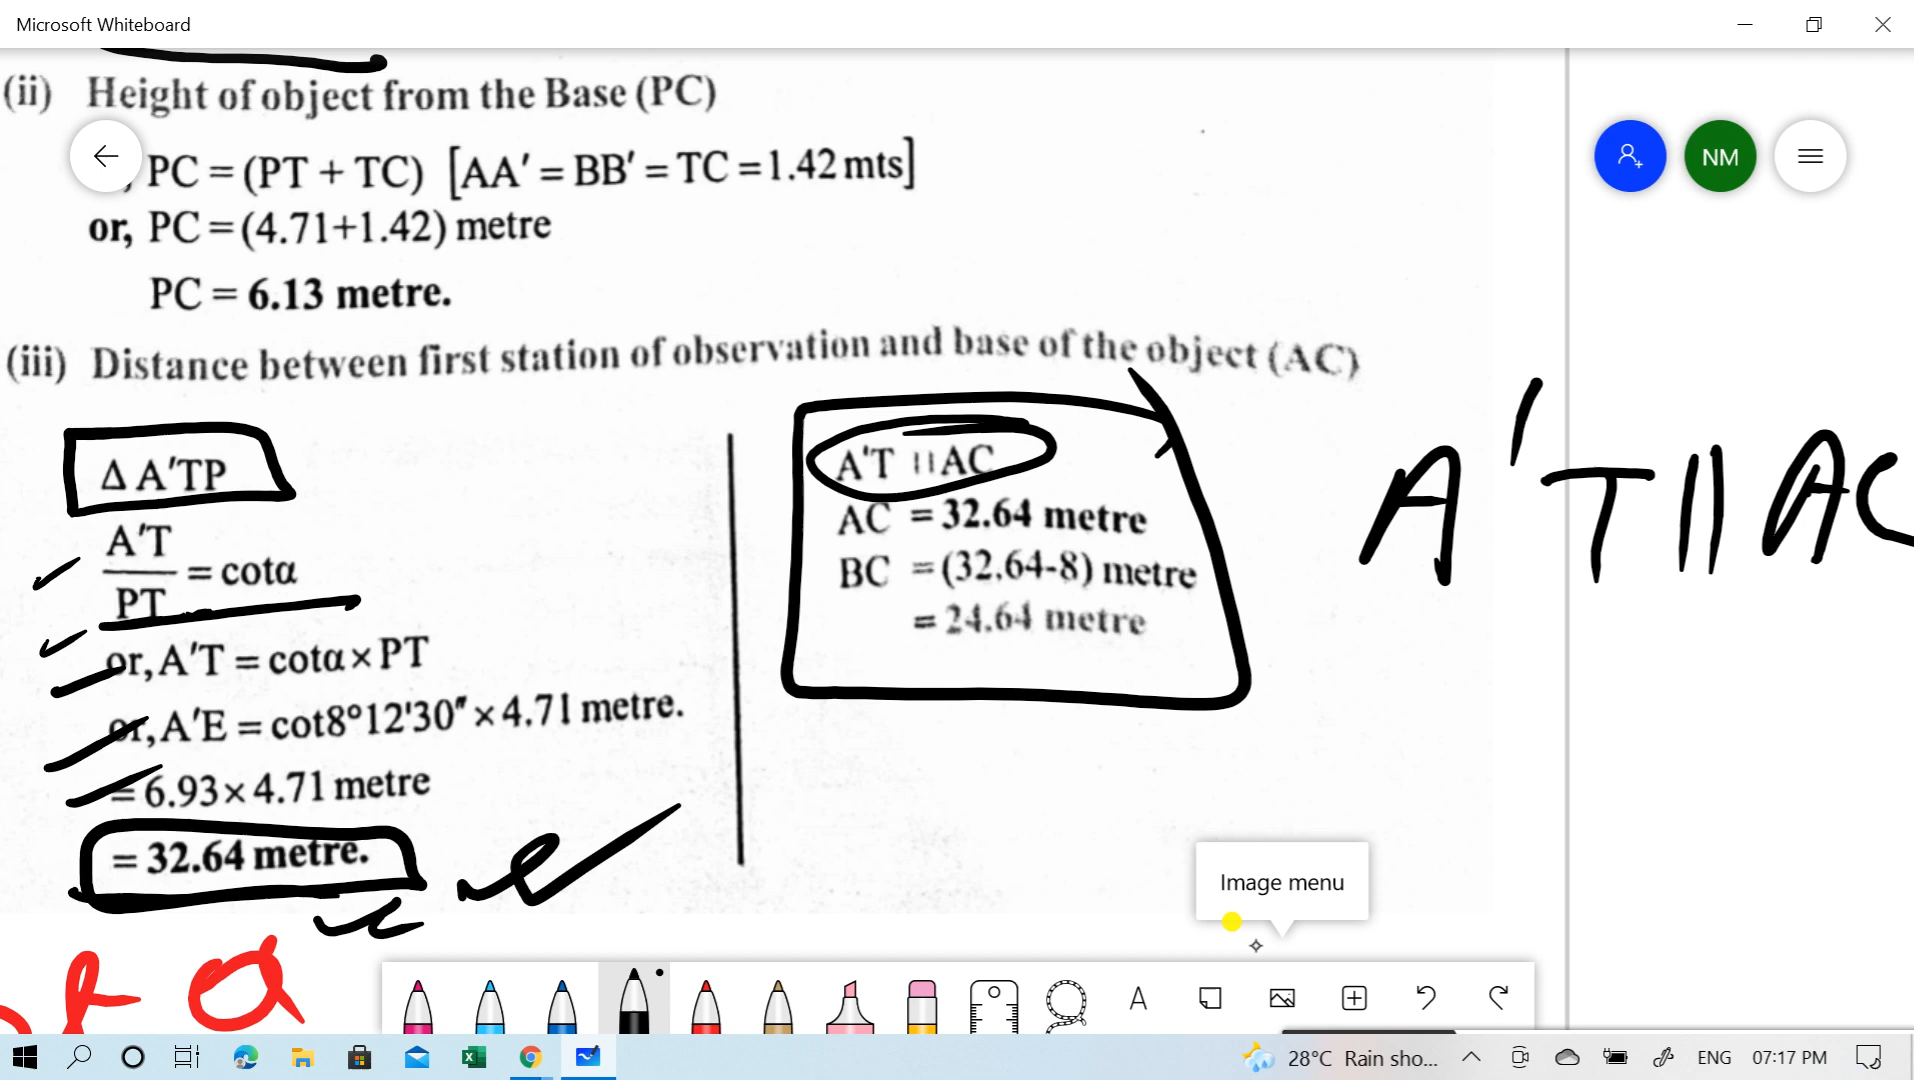 Microsoft Whiteboard
(ii) Height of object from the Base (PC)
, PC = (PT + TC) [AA' = BB' = TC = 1.42 mts]
or, PC = (4.71+1.42) metre
PC = 6.13 metre.
NM
(iii) Distance between first station of observation and base of the object (AC)
Δ A'TP
A'T
PT
= cotα
or, A'T = cotα × PT
or, A'E = cot8°12'30" × 4.71 metre.
= 6.93 × 4.71 metre
= 32.64 metre.
A'T || AC
AC = 32.64 metre
BC = (32.64-8) metre
= 24.64 metre
A'T || AC
Image menu
A
28°C Rain sho...
ENG
07:17 PM